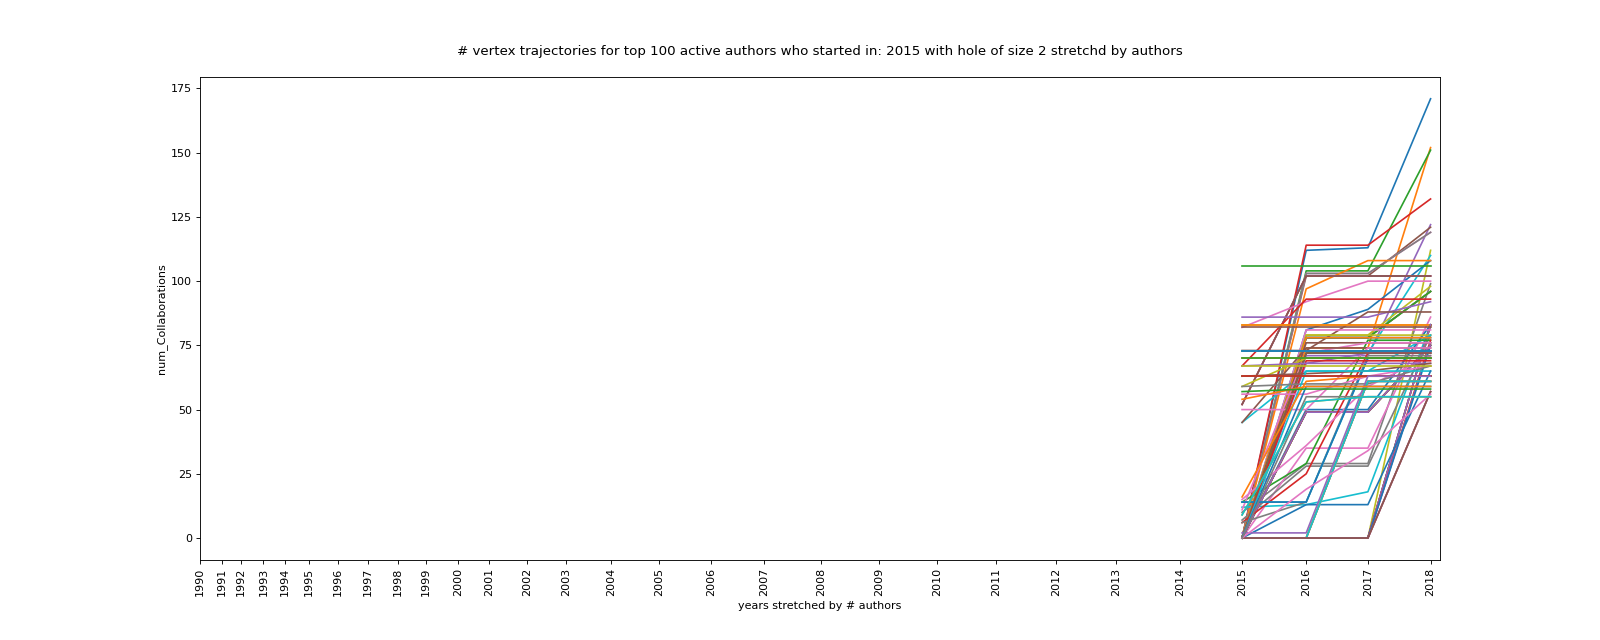 # vertex trajectories for top 100 active authors who started in: 2015 with hole of size 2 stretchd by authors
175
150
125
100
75
50
25
0
num_Collaborations
1990 1991 1992 1993 1994 1995 1996 1997 1998 1999 2000 2001 2002 2003 2004 2005 2006 2007 2008 2009 2010 2011 2012 2013 2014 2015 2016 2017 2018
years stretched by # authors